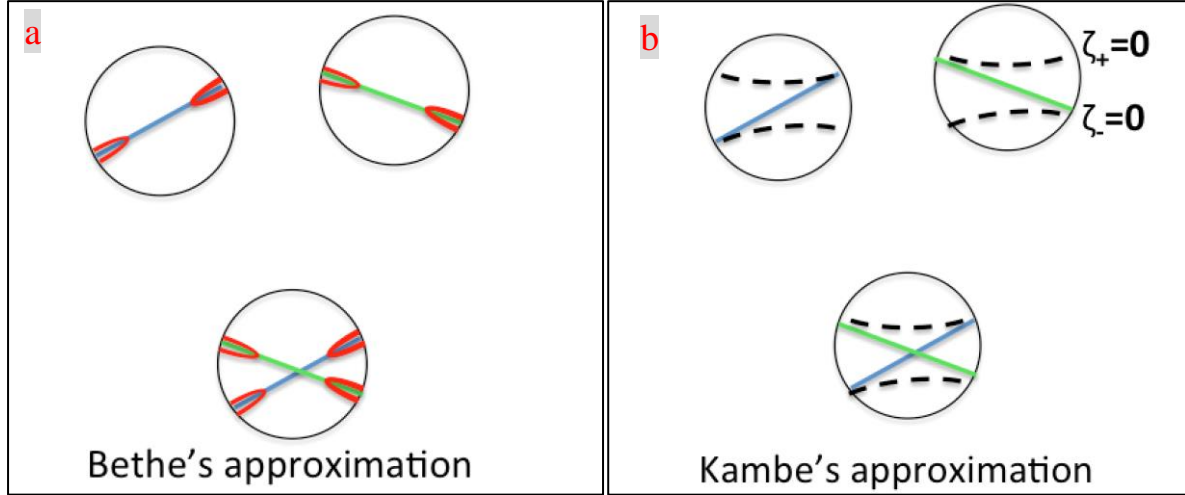 a
Bethe's approximation
b
ζ₊=0
ζ₋=0
Kambe's approximation